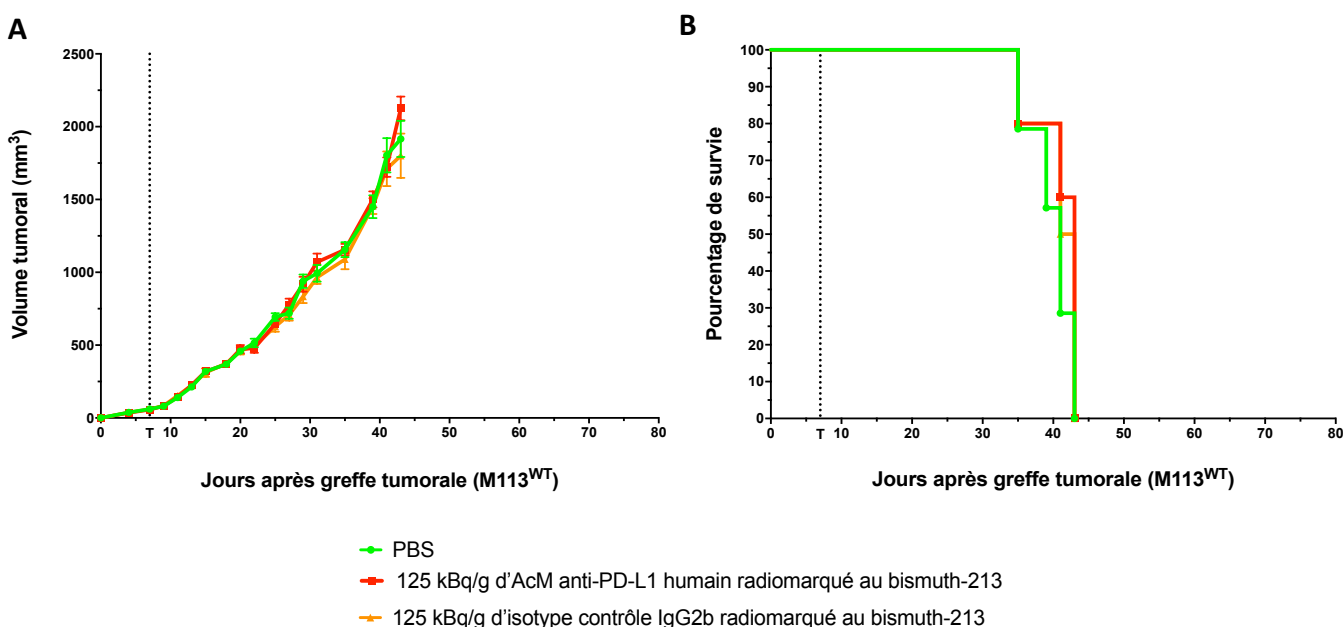 A
2500
2000
1500
1000
500
0
Volume tumoral (mm³)
0 T 10 20 30 40 50 60 70 80
Jours après greffe tumorale (M113WT)
B
100
90
80
70
60
50
40
30
20
10
0
Pourcentage de survie
0 T 10 20 30 40 50 60 70 80
Jours après greffe tumorale (M113WT)
PBS
125 kBq/g d'AcM anti-PD-L1 humain radiomarqué au bismuth-213
125 kBq/g d'isotype contrôle IgG2b radiomarqué au bismuth-213